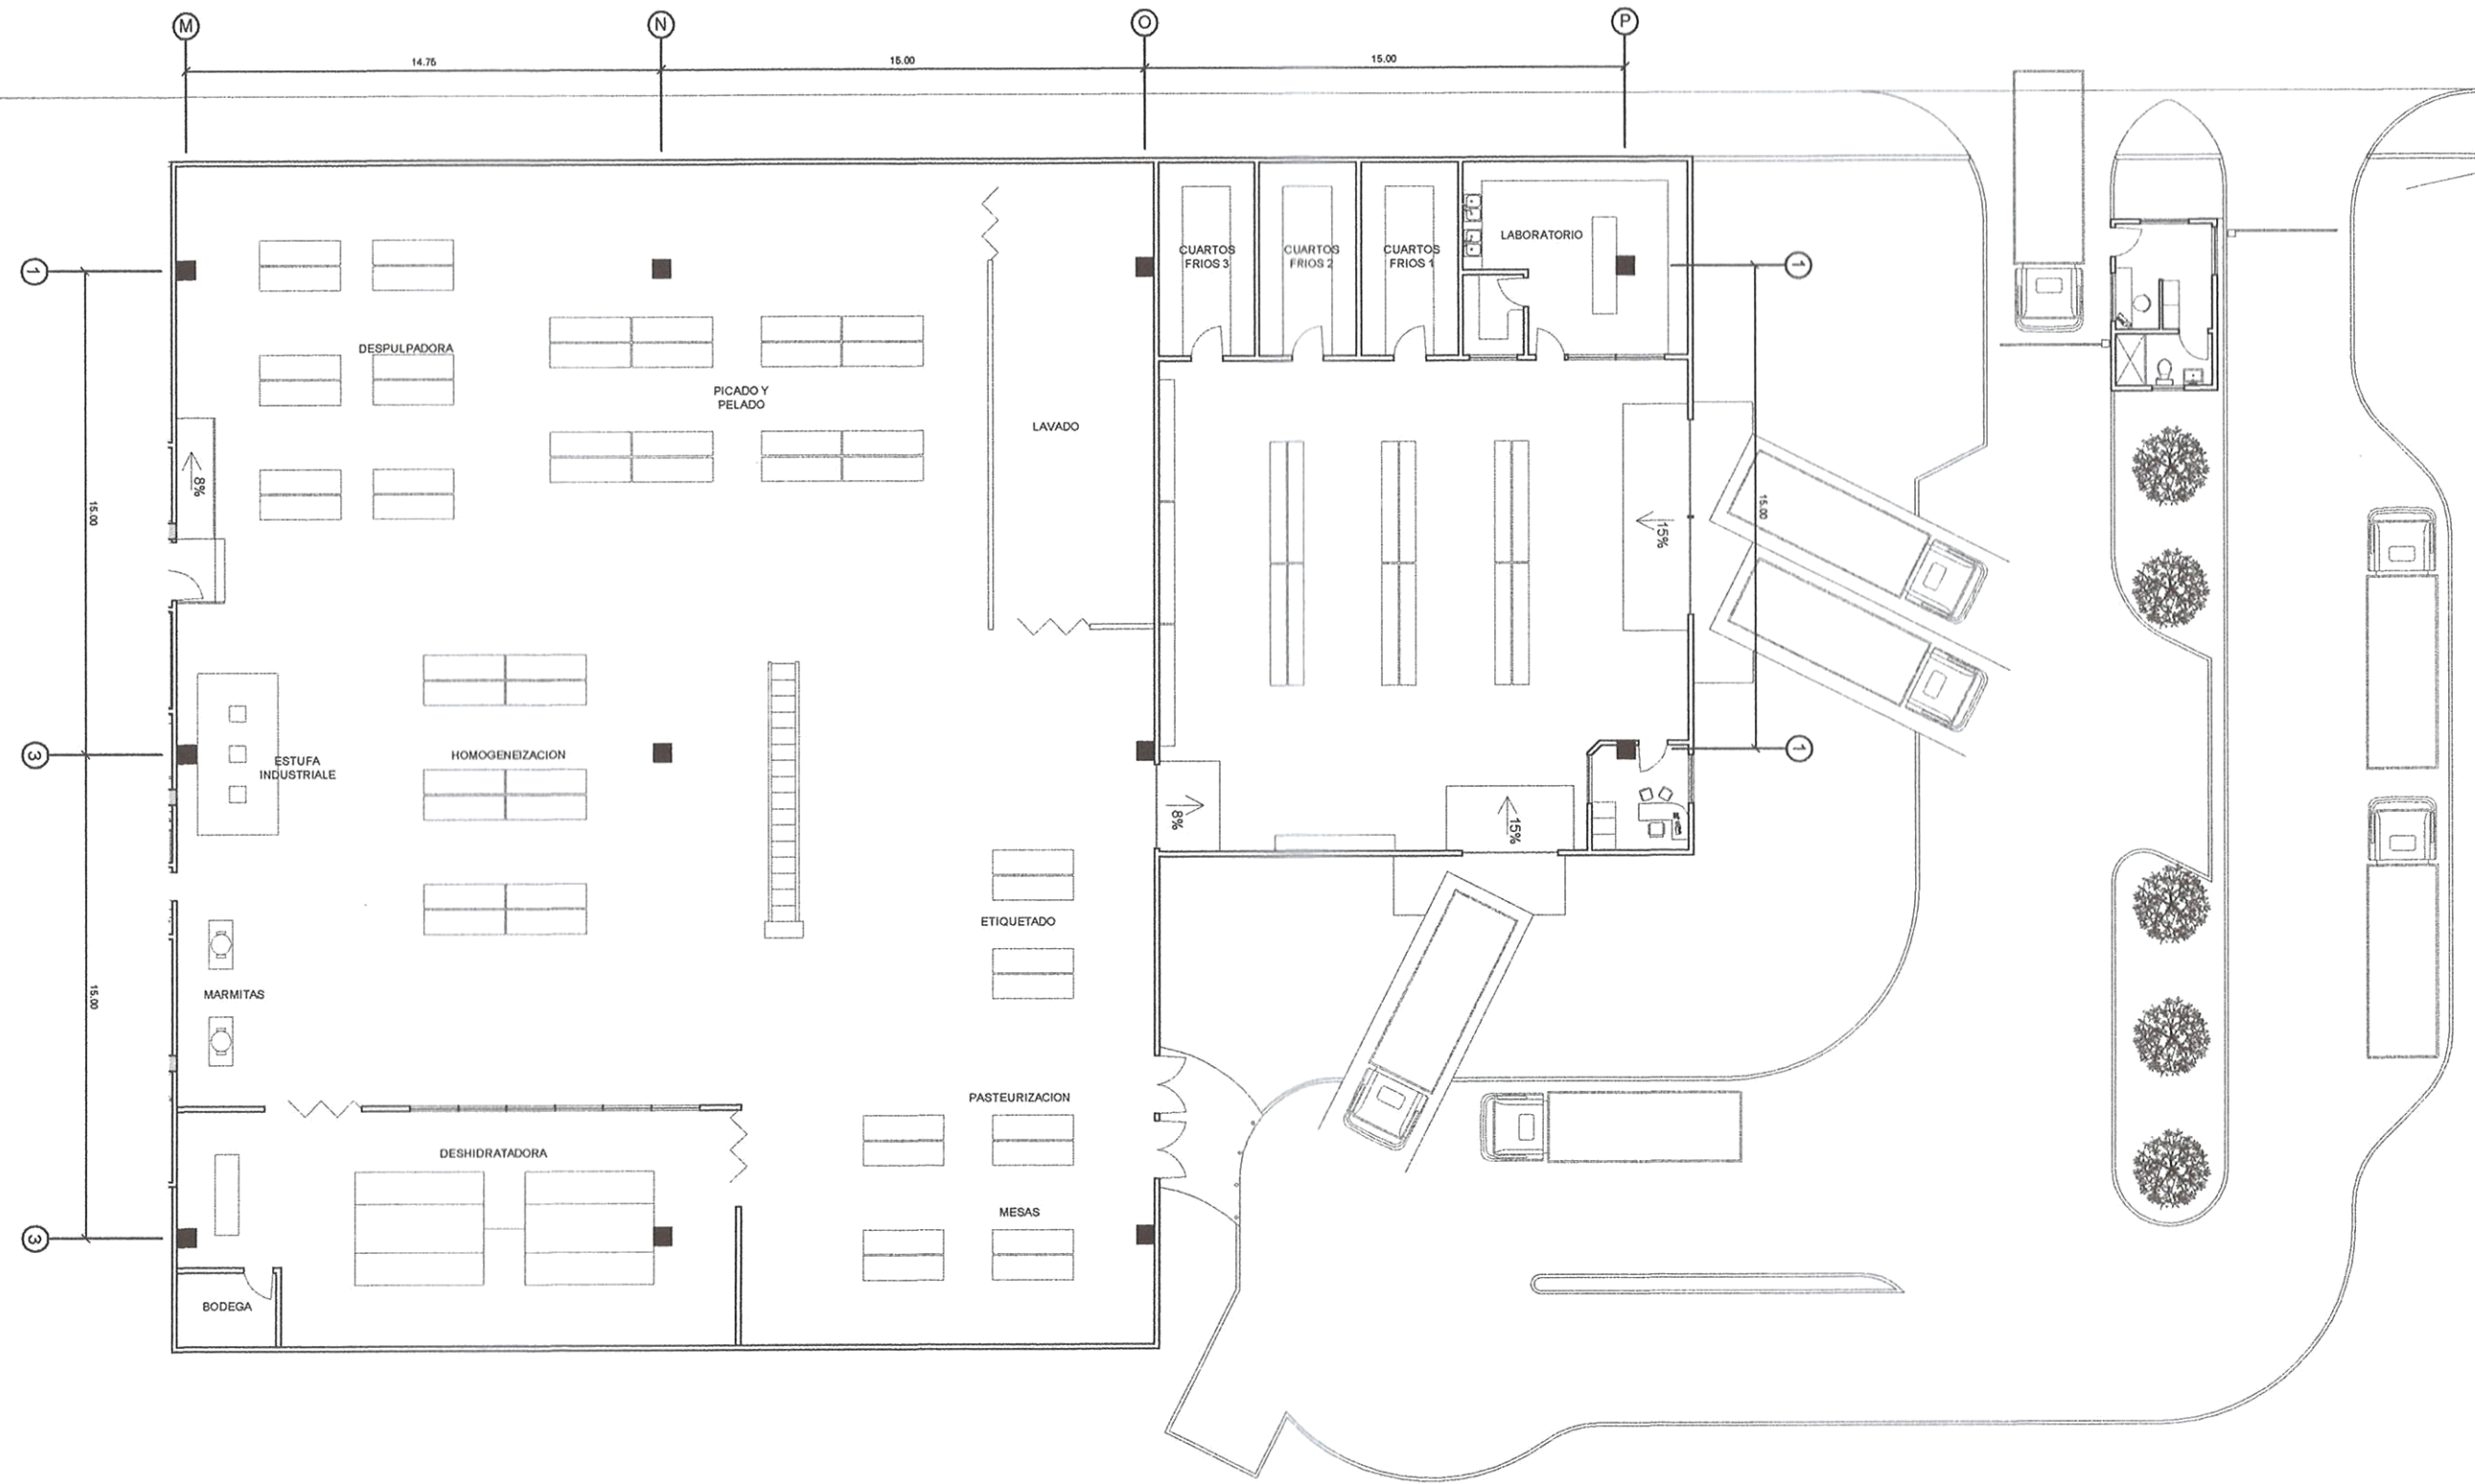 M
N
O
P
14.75
15.00
15.00
1
1
CUARTOS
FRIOS 3
CUARTOS
FRIOS 2
CUARTOS
FRIOS 1
LABORATORIO
DESPULPADORA
PICADO Y
PELADO
LAVADO
8%
15.00
15%
15.00
3
ESTUFA
INDUSTRIALE
HOMOGENEIZACION
1
8%
15%
ETIQUETADO
15.00
MARMITAS
PASTEURIZACION
DESHIDRATADORA
MESAS
3
BODEGA